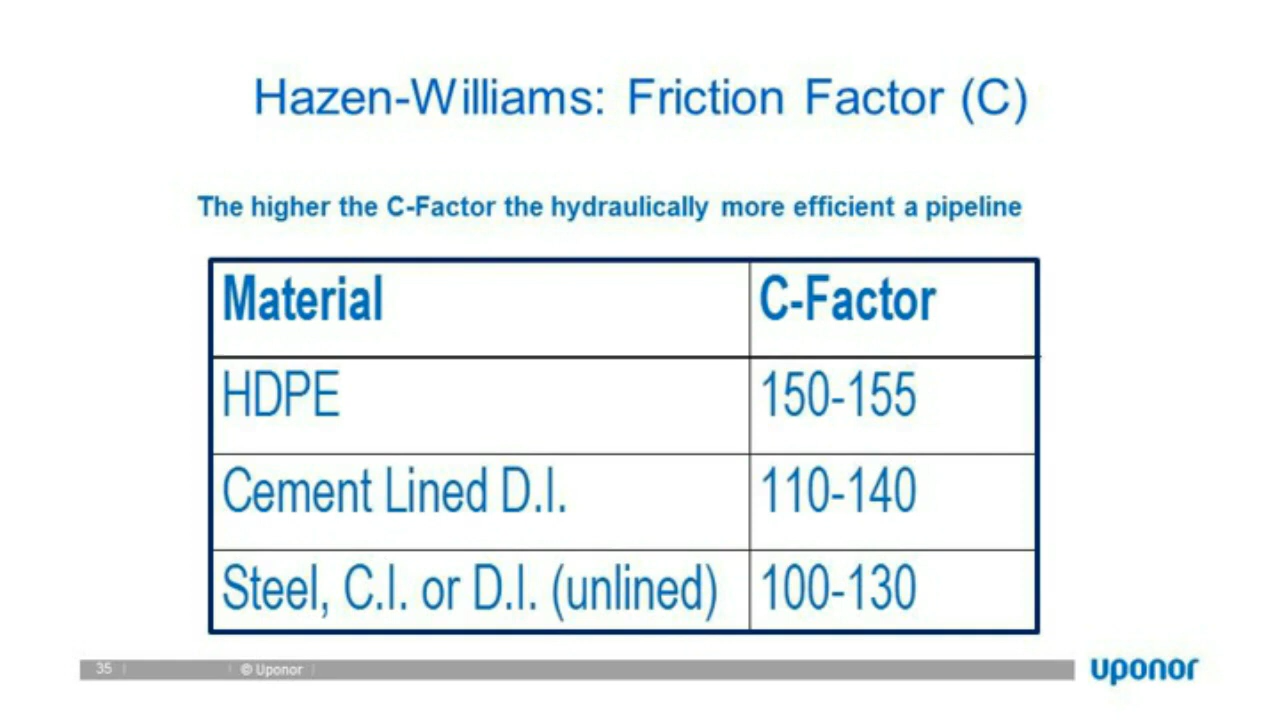 Hazen-Williams: Friction Factor (C)
The higher the C-Factor the hydraulically more efficient a pipeline
Material C-Factor
HDPE 150-155
Cement Lined D.I. 110-140
Steel, C.I. or D.I. (unlined) 100-130
35 © Uponor
uponor